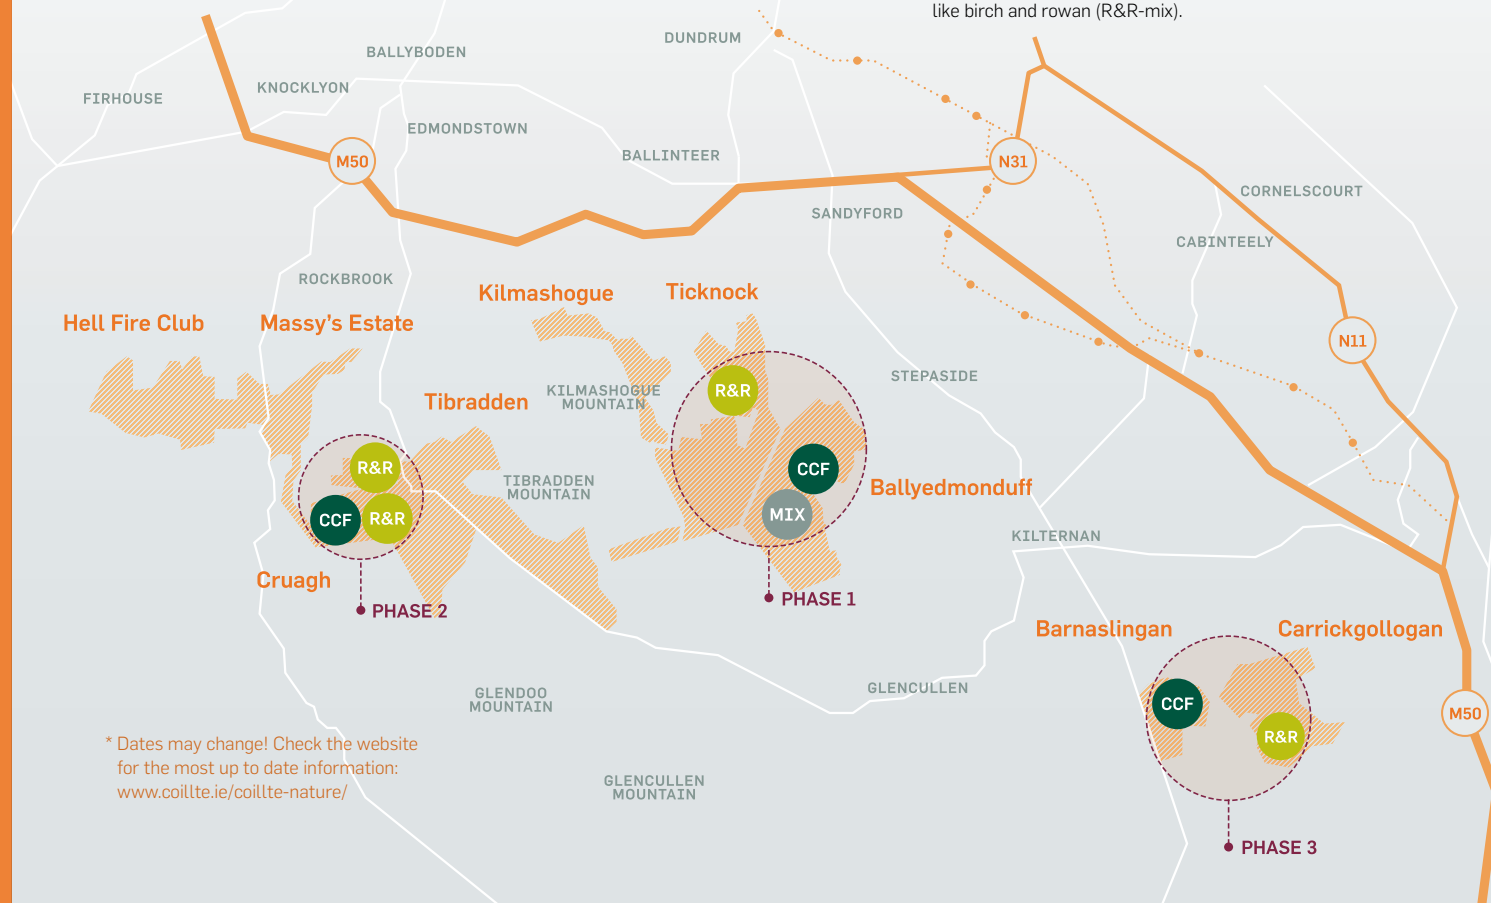 like birch and rowan (R&R-mix).
DUNDRUM
BALLYBODEN
KNOCKLYON
FIRHOUSE
EDMONDSTOWN
BALLINTEER
M50
N31
CORNELSCOURT
SANDYFORD
CABINTEELY
ROCKBROOK
Kilmashogue
Ticknock
Hell Fire Club
Massy’s Estate
N11
STEPASIDE
KILMASHOGUE
MOUNTAIN
R&R
Tibradden
R&R
CCF
TIBRADDEN
MOUNTAIN
Ballyedmonduff
CCF
R&R
MIX
KILTERNAN
Cruagh
PHASE 2
PHASE 1
Barnaslingan
Carrickgollogan
GLENCULLEN
GLENDOO
MOUNTAIN
CCF
R&R
M50
* Dates may change! Check the website
for the most up to date information:
www.coillte.ie/coillte-nature/
GLENCULLEN
MOUNTAIN
PHASE 3